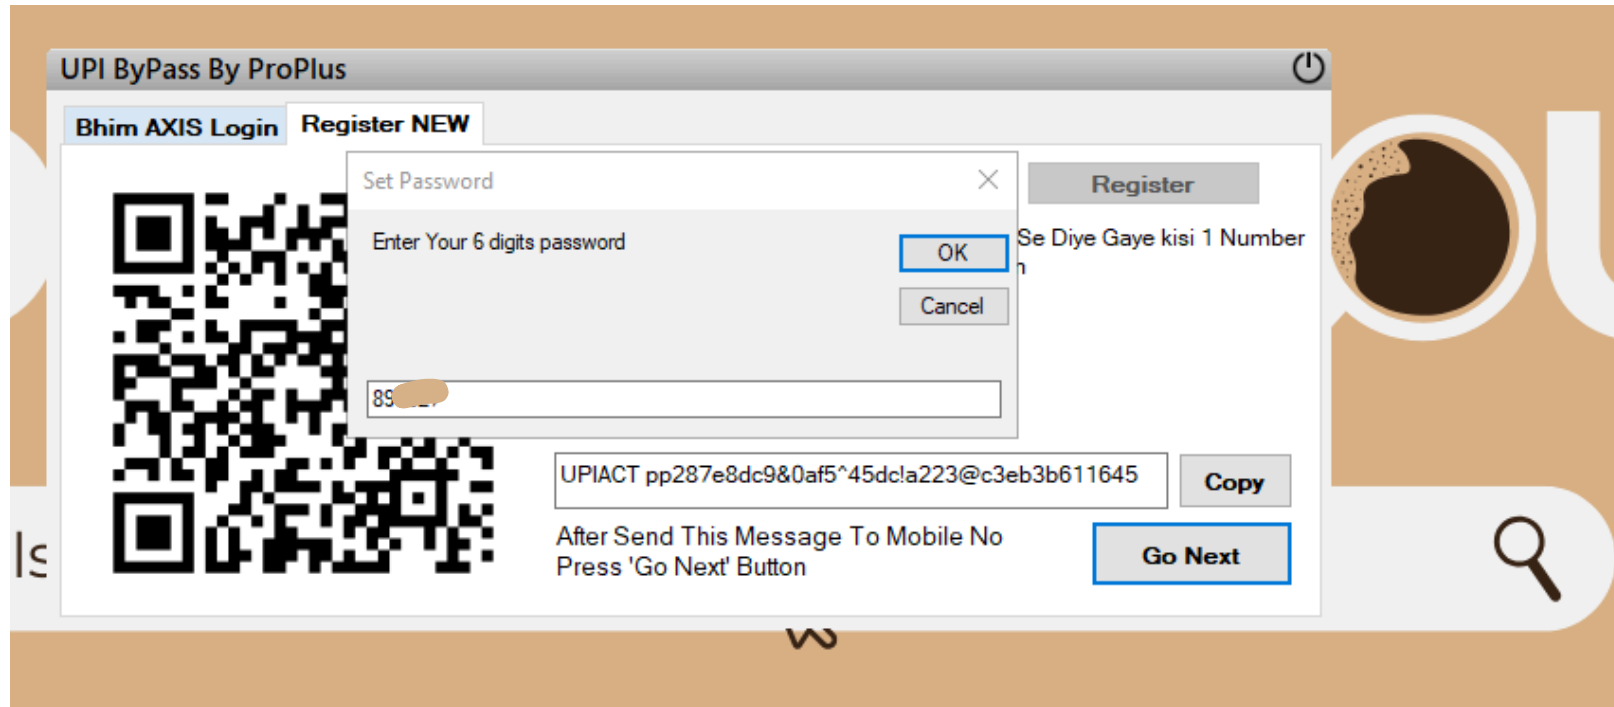 UPI ByPass By ProPlus
Bhim AXIS Login
Register NEW
Set Password
Register
Enter Your 6 digits password
OK
Se Diye Gaye kisi 1 Number
Cancel
89
UPIACT pp287e8dc9&0af5^45dc!a223@c3eb3b611645
Copy
After Send This Message To Mobile No
Press 'Go Next' Button
Go Next
ls